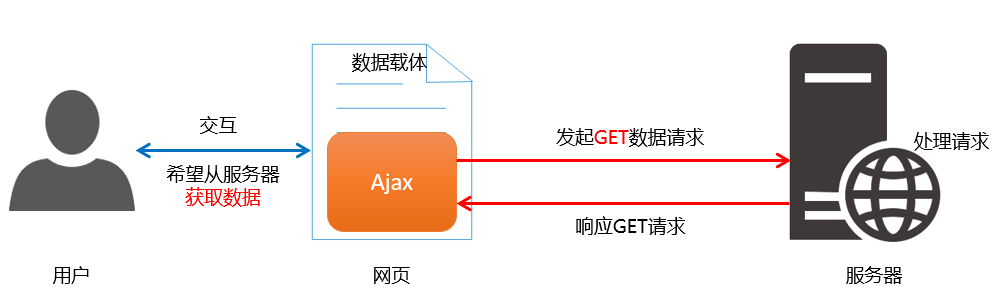 数据载体
交互
希望从服务器
获取数据
Ajax
发起GET数据请求
响应GET请求
处理请求
用户
网页
服务器